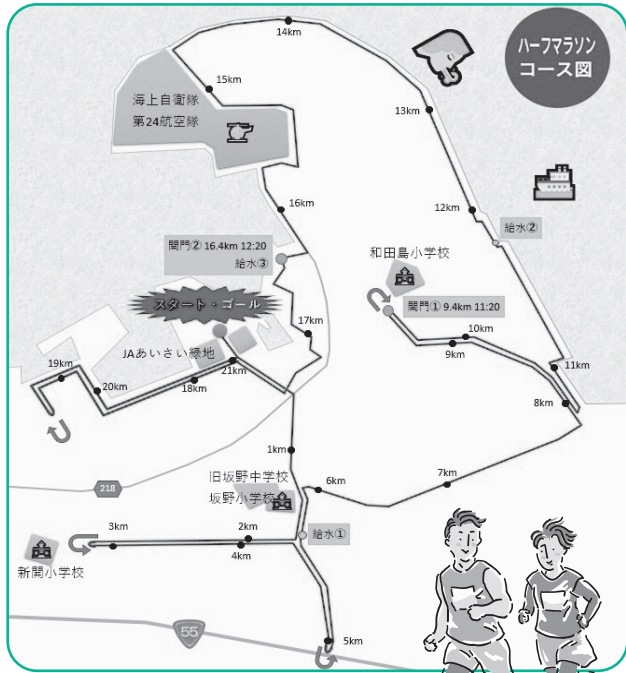 ハーフマラソン
コース図
14km
15km
海上自衛隊
第24航空隊
13km
12km
16km
給水②
関門② 16.4km 12:20
給水③
和田島小学校
スタート・ゴール
関門① 9.4km 11:20
17km
10km
9km
JAあいさい緑地
21km
19km
20km
18km
11km
8km
1km
旧坂野中学校
坂野小学校
6km
7km
218
3km
2km
4km
給水①
新開小学校
55
5km